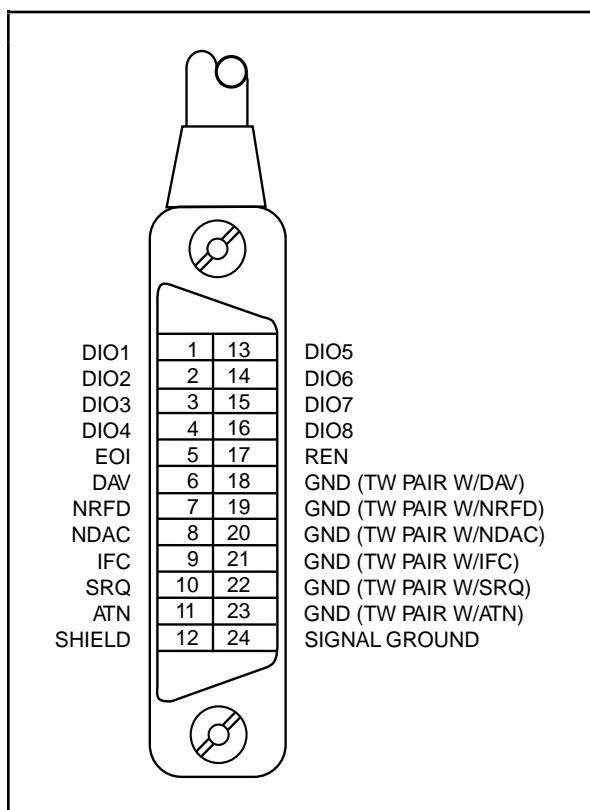 DIO1 1 13 DIO5
DIO2 2 14 DIO6
DIO3 3 15 DIO7
DIO4 4 16 DIO8
EOI 5 17 REN
DAV 6 18 GND (TW PAIR W/DAV)
NRFD 7 19 GND (TW PAIR W/NRFD)
NDAC 8 20 GND (TW PAIR W/NDAC)
IFC 9 21 GND (TW PAIR W/IFC)
SRQ 10 22 GND (TW PAIR W/SRQ)
ATN 11 23 GND (TW PAIR W/ATN)
SHIELD 12 24 SIGNAL GROUND